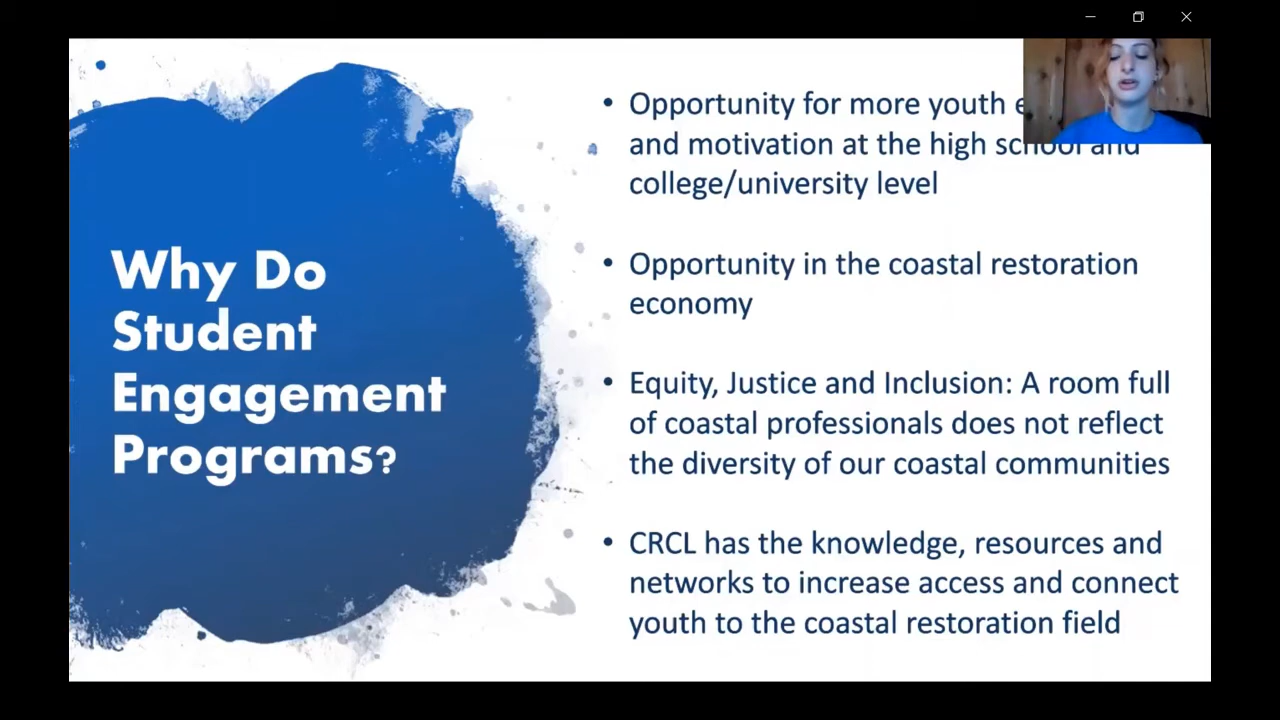 Why Do
Student
Engagement
Programs?
• Opportunity for more youth
and motivation at the high school and
college/university level
• Opportunity in the coastal restoration
economy
• Equity, Justice and Inclusion: A room full
of coastal professionals does not reflect
the diversity of our coastal communities
• CRCL has the knowledge, resources and
networks to increase access and connect
youth to the coastal restoration field